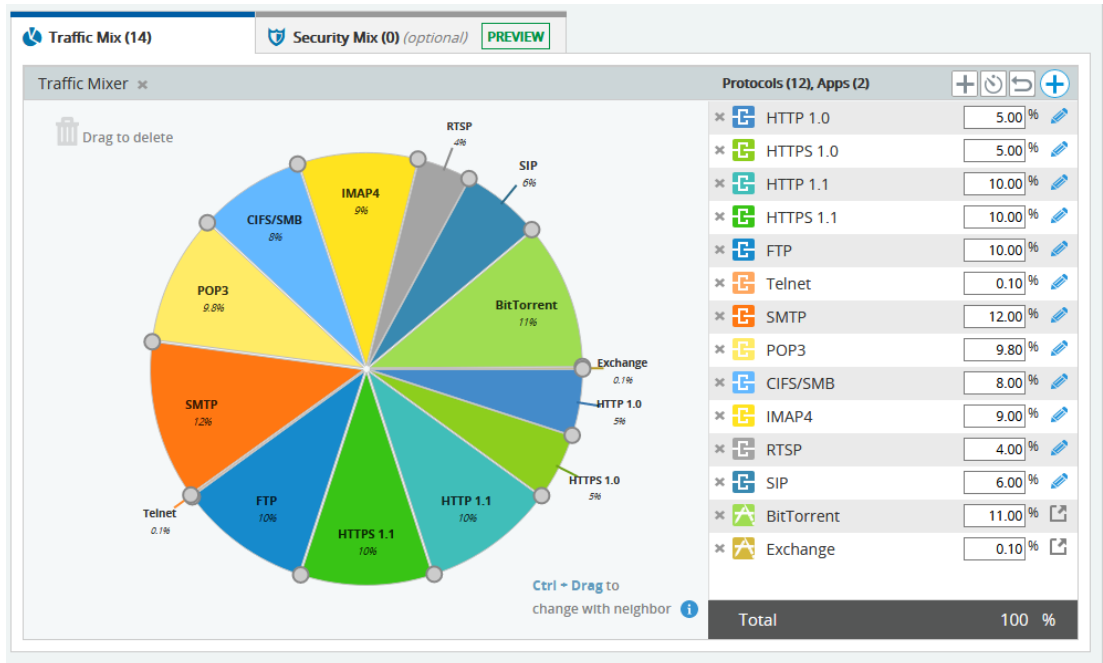 Traffic Mix (14)
Security Mix (0) (optional) PREVIEW
Traffic Mixer
Protocols (12), Apps (2)
Drag to delete
RTSP
4%
SIP
6%
IMAP4
9%
CIFS/SMB
8%
POP3
9.8%
BitTorrent
11%
Exchange
0.1%
HTTP 1.0
5%
SMTP
12%
HTTPS 1.0
5%
HTTP 1.1
10%
FTP
10%
Telnet
0.1%
HTTPS 1.1
10%
Ctrl + Drag to
change with neighbor
HTTP 1.0 5.00 %
HTTPS 1.0 5.00 %
HTTP 1.1 10.00 %
HTTPS 1.1 10.00 %
FTP 10.00 %
Telnet 0.10 %
SMTP 12.00 %
POP3 9.80 %
CIFS/SMB 8.00 %
IMAP4 9.00 %
RTSP 4.00 %
SIP 6.00 %
BitTorrent 11.00 %
Exchange 0.10 %
Total 100 %